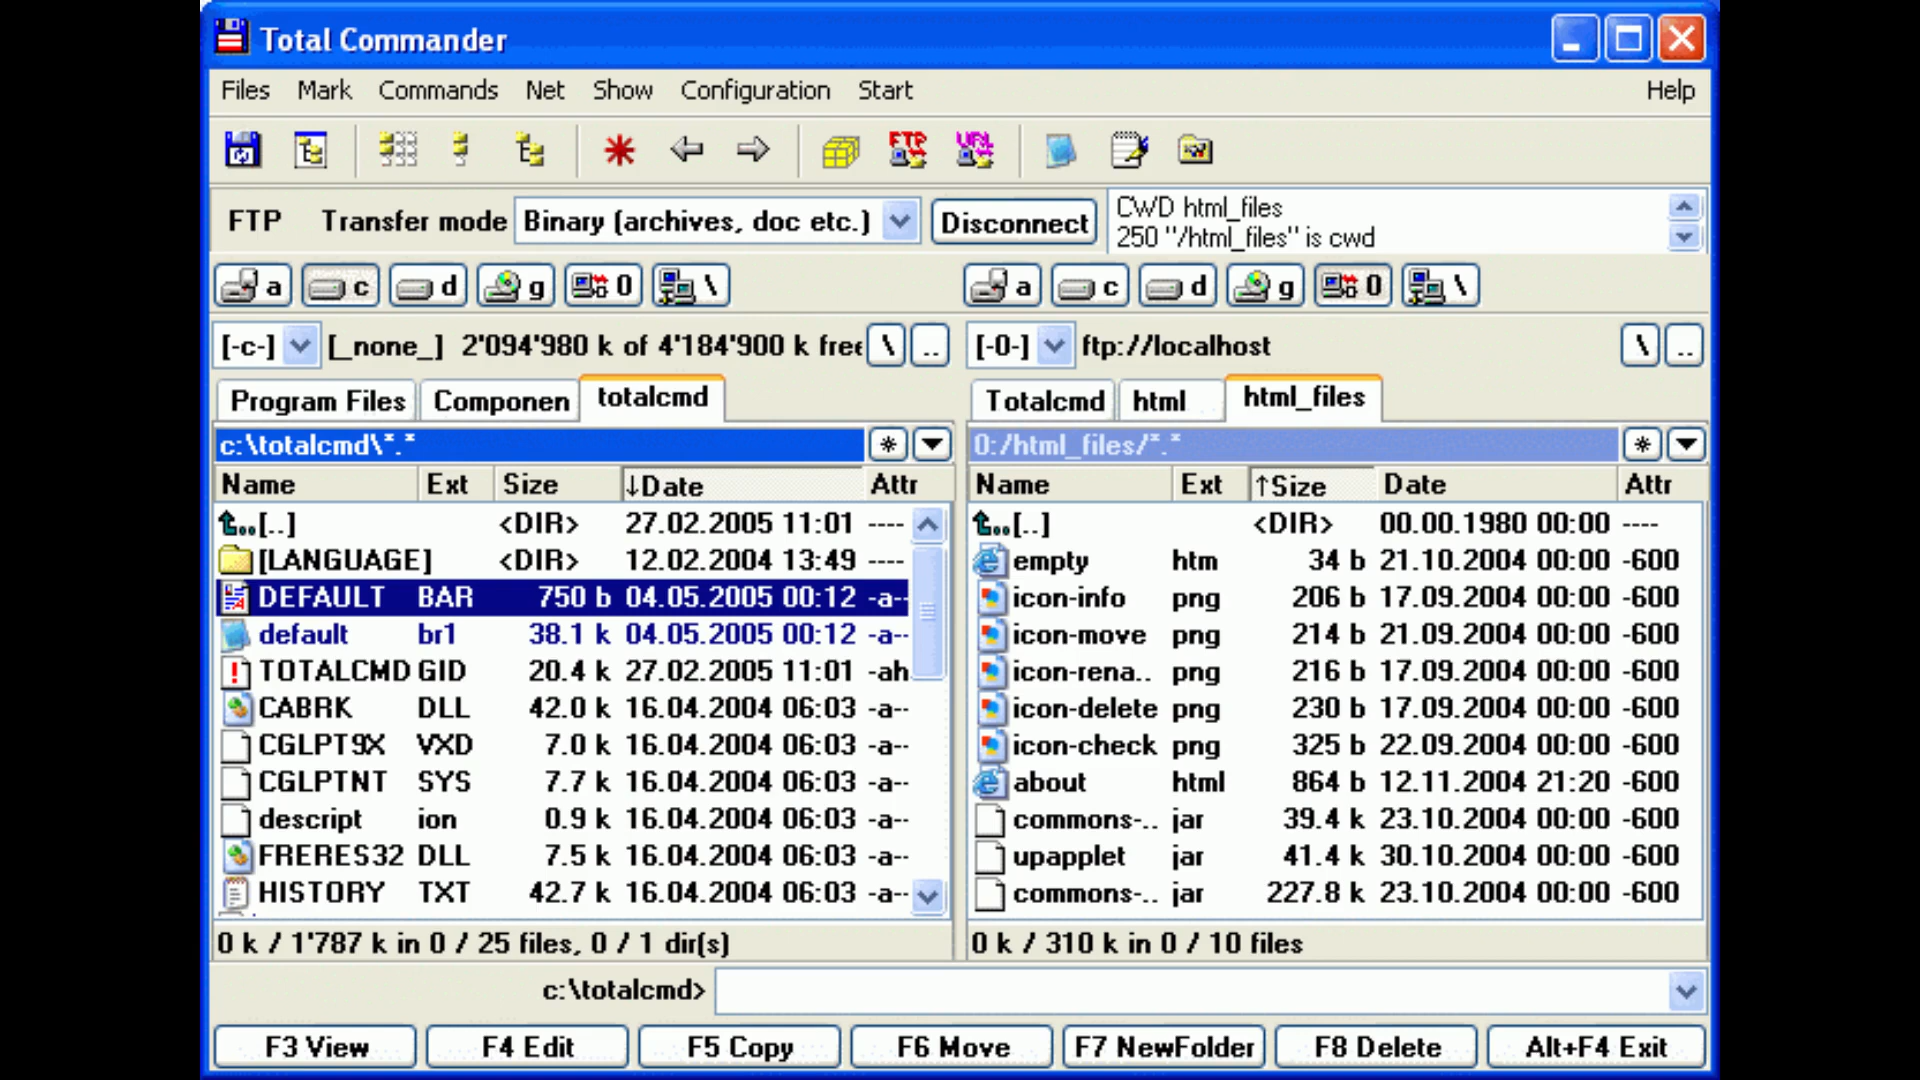 Total Commander
Files Mark Commands Net Show Configuration Start Help
FTP URL
FTP Transfer mode Binary (archives, doc etc.) Disconnect
CWD html_files
250 "/html_files" is cwd
a c d g 0 \ a c d g 0 \
[-c-] [_none_] 2'094'980 k of 4'184'900 k free \ .. [-0-] ftp://localhost \ ..
Program Files Componen totalcmd Totalcmd html html_files
c:\totalcmd\*.* * 0:/html_files/*.* *
Name Ext Size ↓Date Attr Name Ext ↑Size Date Attr
[..] <DIR> 27.02.2005 11:01 ---- [..] <DIR> 00.00.1980 00:00 ----
[LANGUAGE] <DIR> 12.02.2004 13:49 ---- empty htm 34 b 21.10.2004 00:00 -600
DEFAULT BAR 750 b 04.05.2005 00:12 -a-- icon-info png 206 b 17.09.2004 00:00 -600
default br1 38.1 k 04.05.2005 00:12 -a-- icon-move png 214 b 21.09.2004 00:00 -600
TOTALCMD GID 20.4 k 27.02.2005 11:01 -ah icon-rena.. png 216 b 17.09.2004 00:00 -600
CABRK DLL 42.0 k 16.04.2004 06:03 -a-- icon-delete png 230 b 17.09.2004 00:00 -600
CGLPT9X VXD 7.0 k 16.04.2004 06:03 -a-- icon-check png 325 b 22.09.2004 00:00 -600
CGLPTNT SYS 7.7 k 16.04.2004 06:03 -a-- about html 864 b 12.11.2004 21:20 -600
descript ion 0.9 k 16.04.2004 06:03 -a-- commons-.. jar 39.4 k 23.10.2004 00:00 -600
FRERES32 DLL 7.5 k 16.04.2004 06:03 -a-- upapplet jar 41.4 k 30.10.2004 00:00 -600
HISTORY TXT 42.7 k 16.04.2004 06:03 -a-- commons-.. jar 227.8 k 23.10.2004 00:00 -600
0 k / 1'787 k in 0 / 25 files, 0 / 1 dir(s) 0 k / 310 k in 0 / 10 files
c:\totalcmd>
F3 View F4 Edit F5 Copy F6 Move F7 NewFolder F8 Delete Alt+F4 Exit